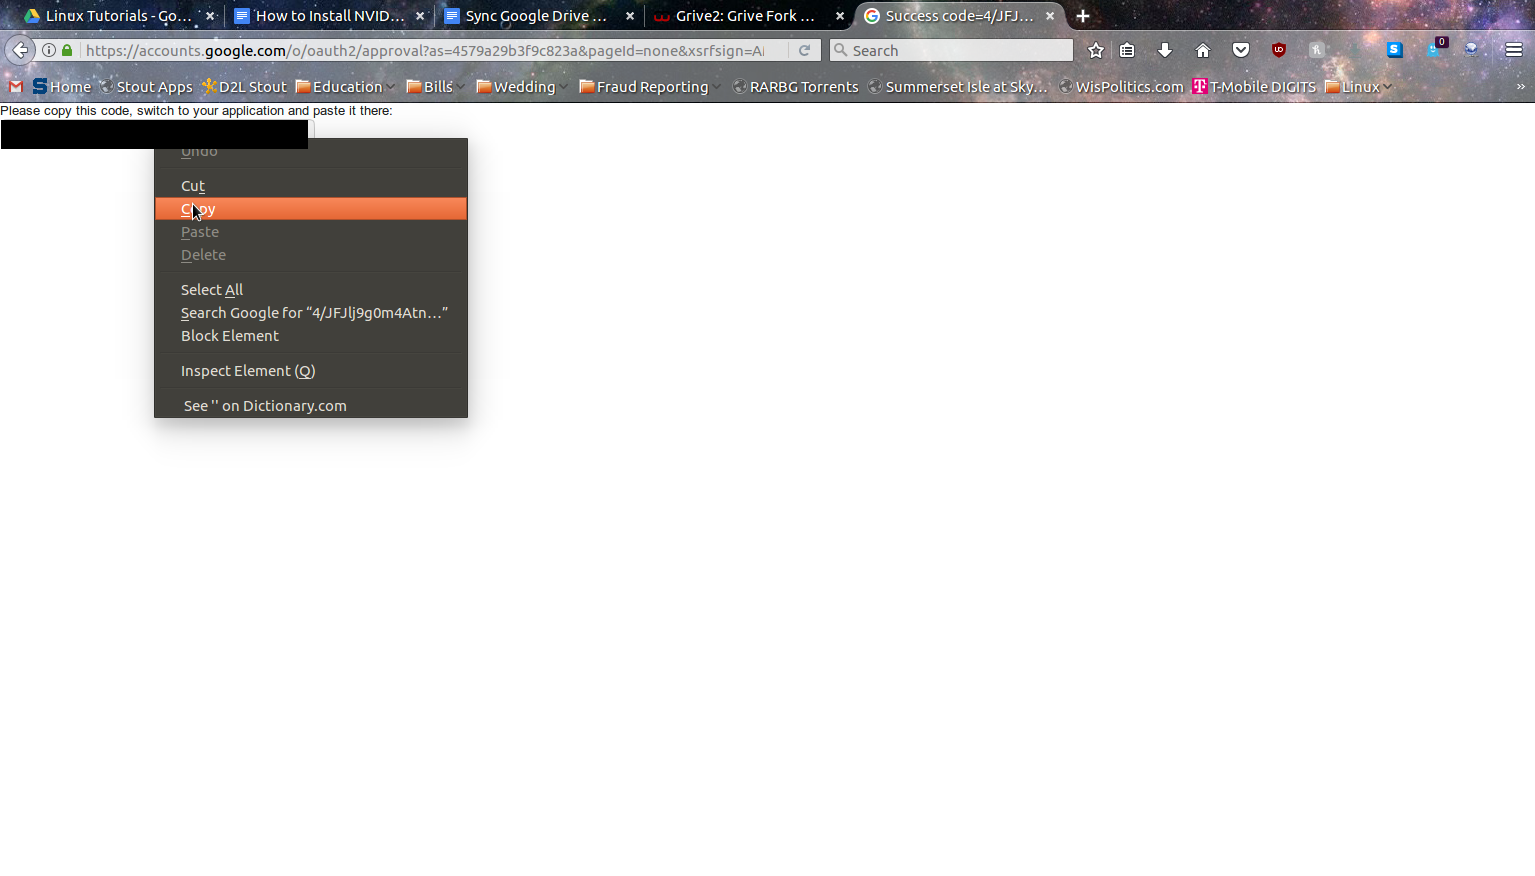 Linux Tutorials - Go... How to Install NVID... Sync Google Drive ... Grive2: Grive Fork ... Success code=4/JFJ...
https://accounts.google.com/o/oauth2/approval?as=4579a29b3f9c823a&pageId=none&xsrfsign=A Search 0
Home Stout Apps D2L Stout Education Bills Wedding Fraud Reporting RARBG Torrents Summerset Isle at Sky... WisPolitics.com T-Mobile DIGITS Linux »
Please copy this code, switch to your application and paste it there:
Undo
Cut
Copy
Paste
Delete
Select All
Search Google for “4/JFJlj9g0m4Atn...”
Block Element
Inspect Element (Q)
See '' on Dictionary.com